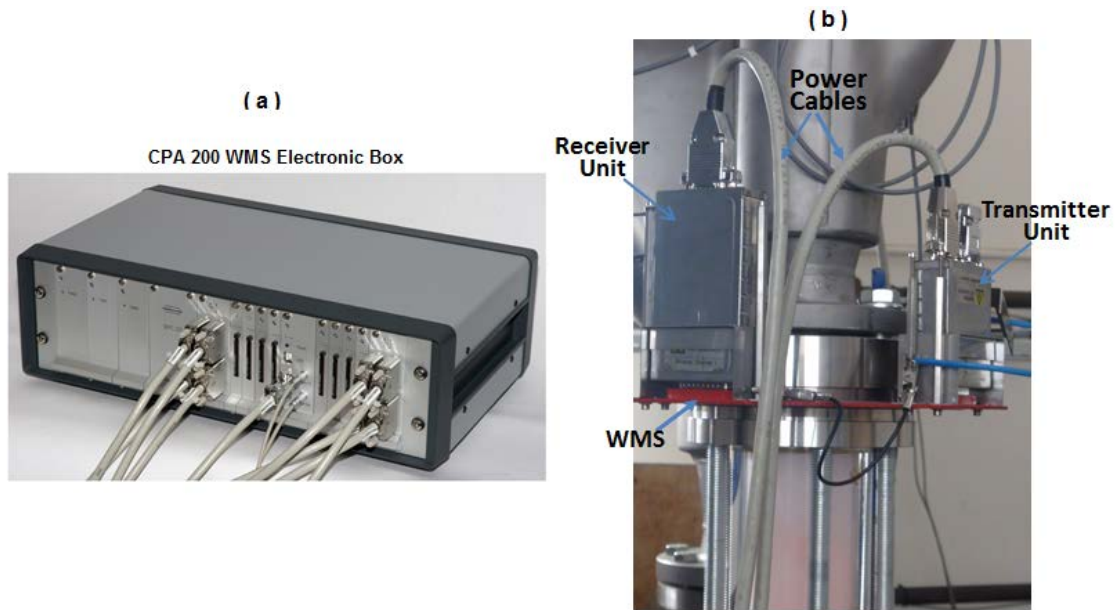 ( a )
CPA 200 WMS Electronic Box
( b )
Power
Cables
Receiver
Unit
Transmitter
Unit
WMS